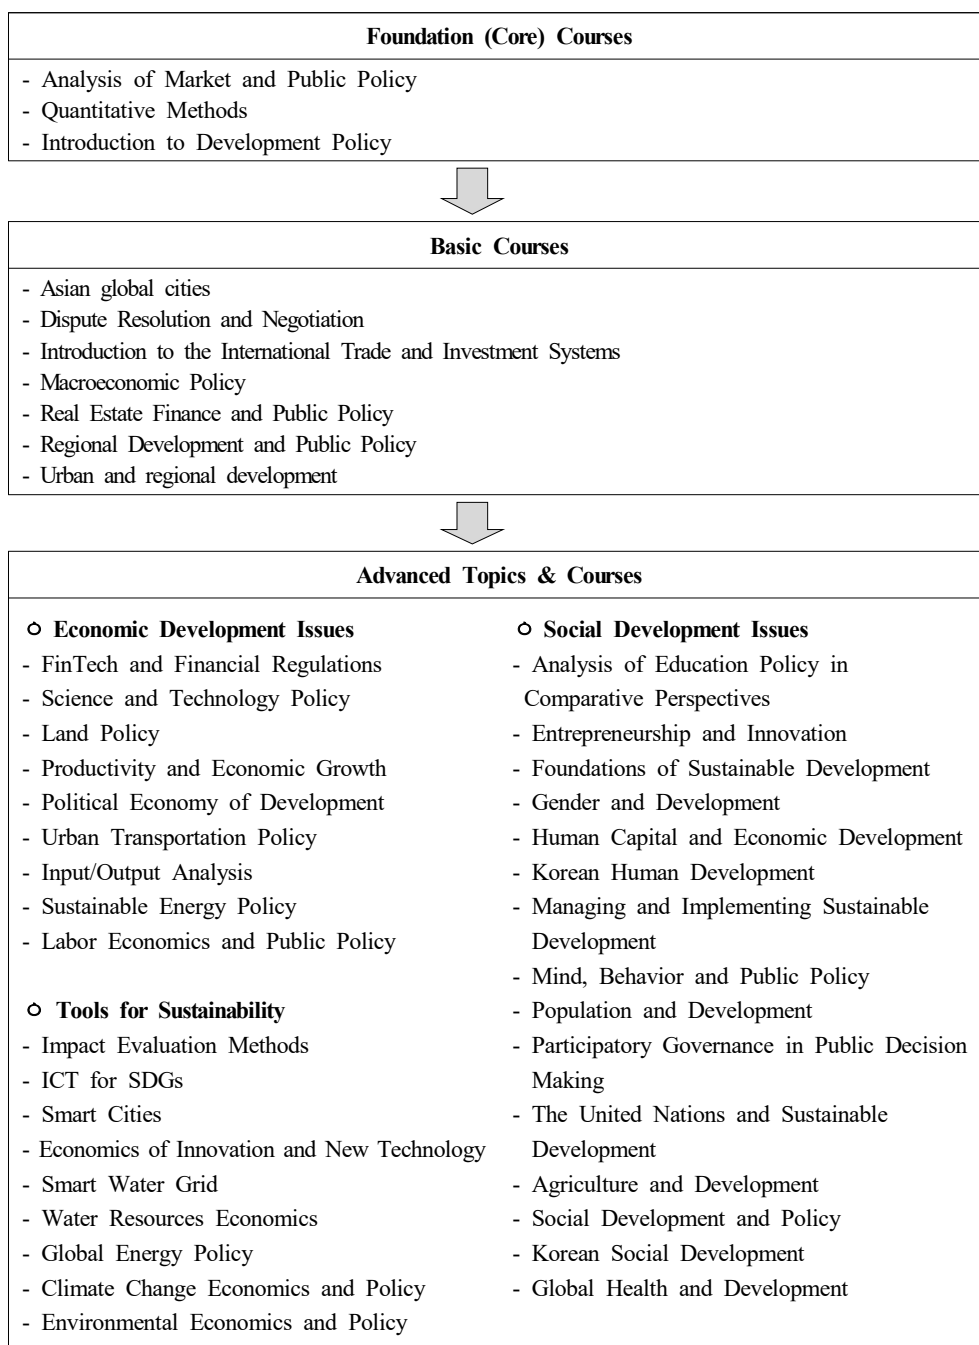 Foundation (Core) Courses
- Analysis of Market and Public Policy
- Quantitative Methods
- Introduction to Development Policy
Basic Courses
- Asian global cities
- Dispute Resolution and Negotiation
- Introduction to the International Trade and Investment Systems
- Macroeconomic Policy
- Real Estate Finance and Public Policy
- Regional Development and Public Policy
- Urban and regional development
Advanced Topics & Courses
○ Economic Development Issues
- FinTech and Financial Regulations
- Science and Technology Policy
- Land Policy
- Productivity and Economic Growth
- Political Economy of Development
- Urban Transportation Policy
- Input/Output Analysis
- Sustainable Energy Policy
- Labor Economics and Public Policy
○ Tools for Sustainability
- Impact Evaluation Methods
- ICT for SDGs
- Smart Cities
- Economics of Innovation and New Technology
- Smart Water Grid
- Water Resources Economics
- Global Energy Policy
- Climate Change Economics and Policy
- Environmental Economics and Policy
○ Social Development Issues
- Analysis of Education Policy in
Comparative Perspectives
- Entrepreneurship and Innovation
- Foundations of Sustainable Development
- Gender and Development
- Human Capital and Economic Development
- Korean Human Development
- Managing and Implementing Sustainable
Development
- Mind, Behavior and Public Policy
- Population and Development
- Participatory Governance in Public Decision
Making
- The United Nations and Sustainable
Development
- Agriculture and Development
- Social Development and Policy
- Korean Social Development
- Global Health and Development